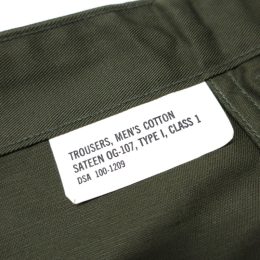 TROUSERS, MEN'S COTTON
SATEEN OG-107, TYPE I, CLASS 1
DSA 100-1209